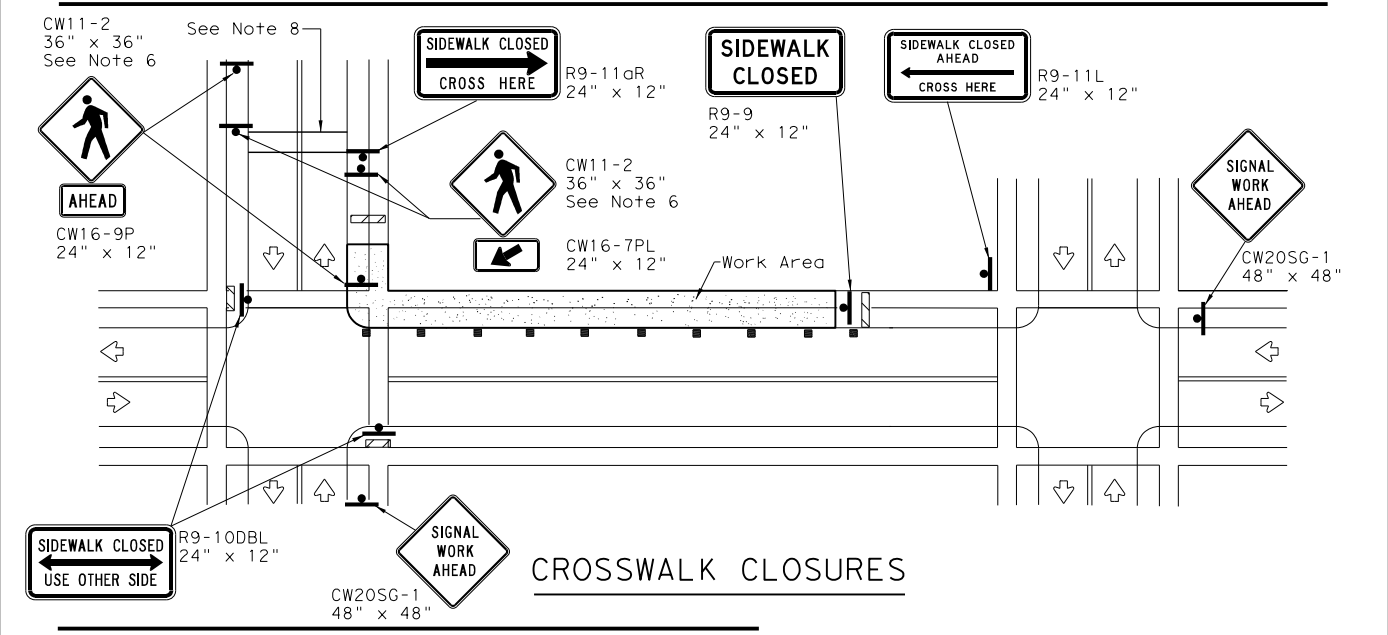 CW11-2
36" x 36"
See Note 6
See Note 8
SIDEWALK CLOSED
CROSS HERE
R9-11aR
24" x 12"
SIDEWALK
CLOSED
R9-9
24" x 12"
SIDEWALK CLOSED
AHEAD
CROSS HERE
R9-11L
24" x 12"
AHEAD
CW16-9P
24" x 12"
CW11-2
36" x 36"
See Note 6
CW16-7PL
24" x 12"
Work Area
SIGNAL
WORK
AHEAD
CW20SG-1
48" x 48"
SIDEWALK CLOSED
USE OTHER SIDE
R9-10DBL
24" x 12"
SIGNAL
WORK
AHEAD
CW20SG-1
48" x 48"
CROSSWALK CLOSURES